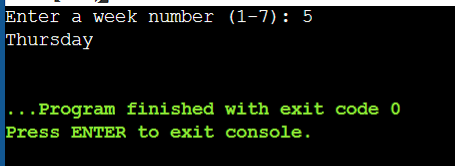 Enter a week number (1-7): 5
Thursday
...Program finished with exit code 0
Press ENTER to exit console.